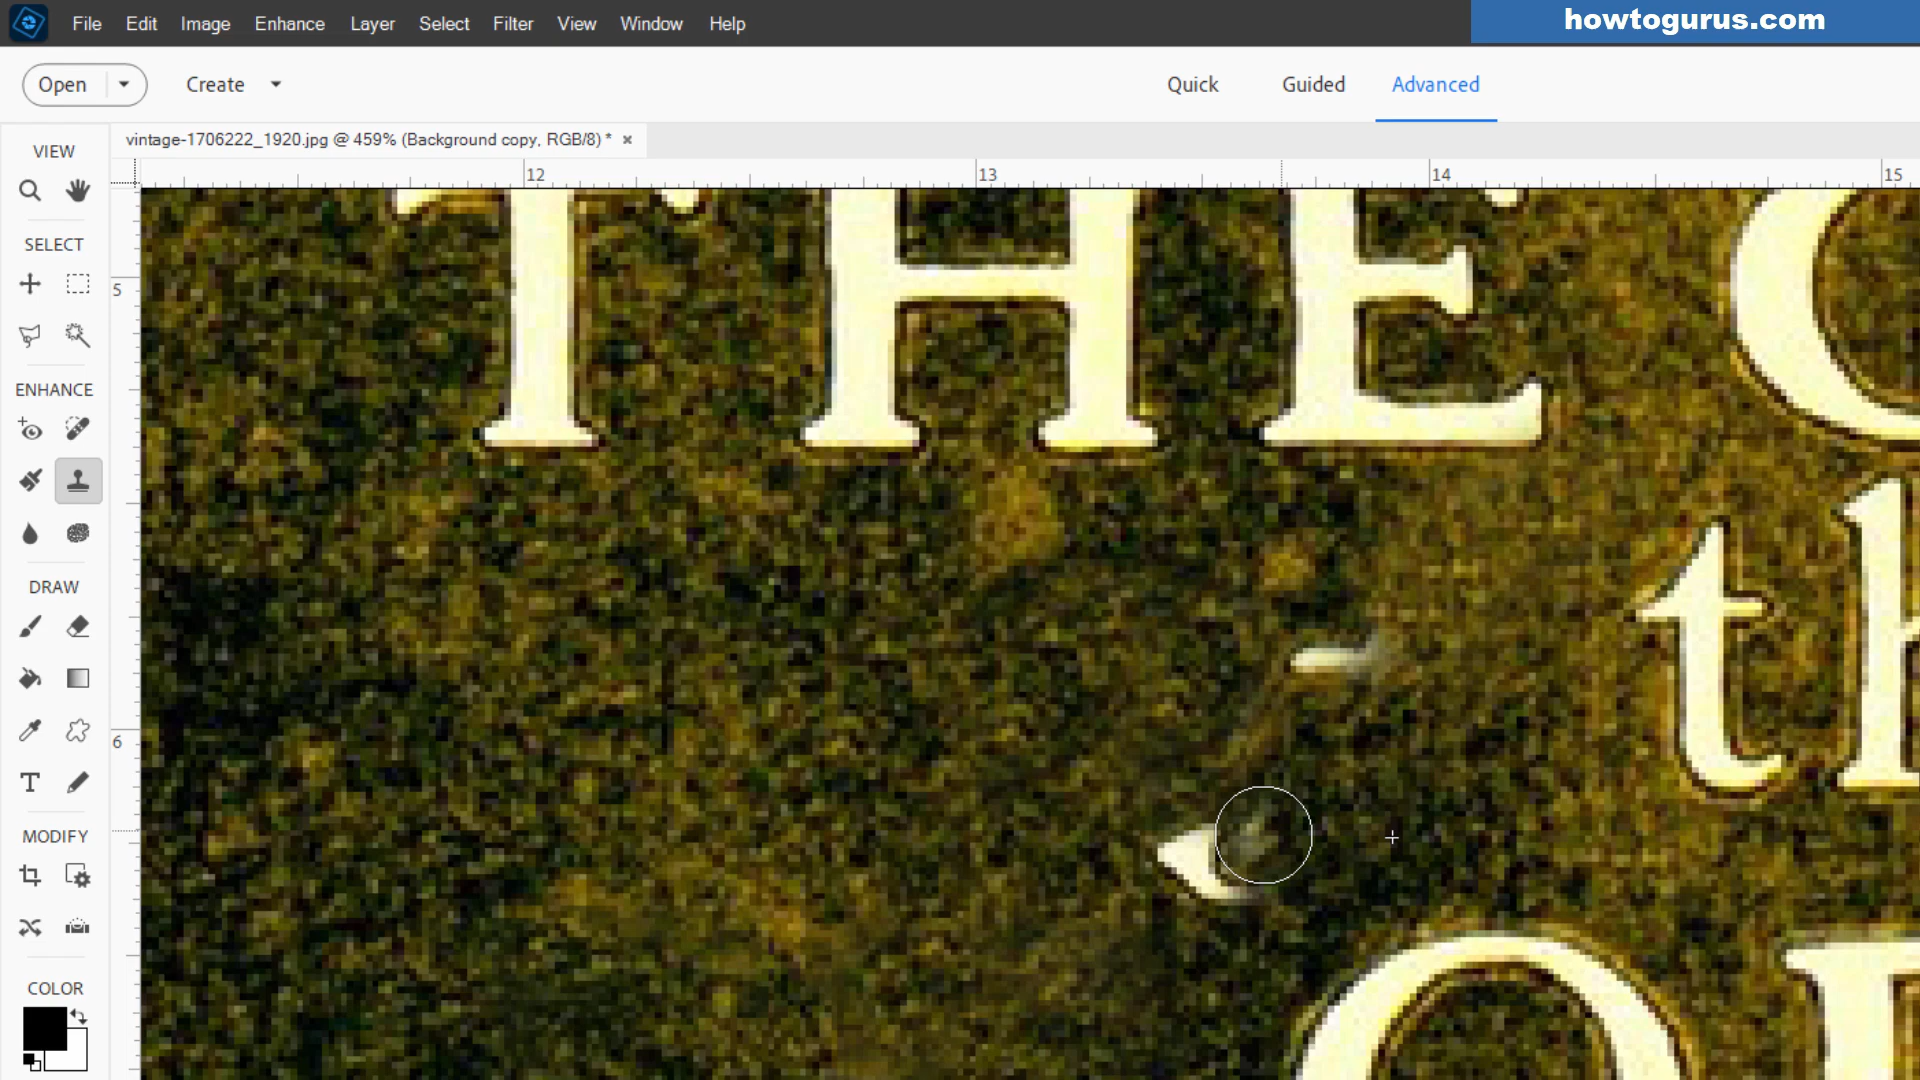 File Edit Image Enhance Layer Select Filter View Window Help
howtogurus.com
Open Create Quick Guided Advanced
vintage-1706222_1920.jpg @ 459% (Background copy, RGB/8) * ×
VIEW
12 13 14 15
SELECT
5
THE
ENHANCE
th
DRAW
6
MODIFY
O
COLOR